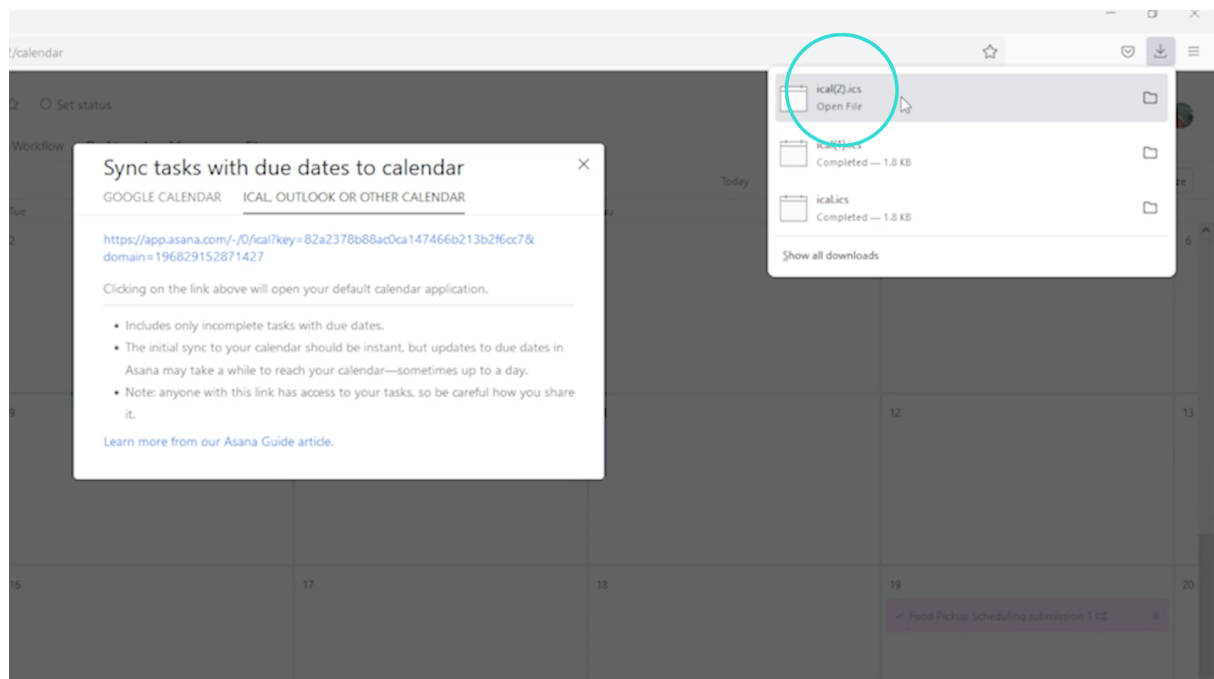 /calendar
Set status
Workflow
Today
Tue
Sync tasks with due dates to calendar
GOOGLE CALENDAR ICAL, OUTLOOK OR OTHER CALENDAR
https://app.asana.com/-/0/ical?key=82a2378b88ac0ca147466b213b2f6cc7&
domain=196829152871427
Clicking on the link above will open your default calendar application.
• Includes only incomplete tasks with due dates.
• The initial sync to your calendar should be instant, but updates to due dates in
Asana may take a while to reach your calendar—sometimes up to a day.
• Note: anyone with this link has access to your tasks, so be careful how you share
it.
Learn more from our Asana Guide article.
ical(2).ics
Open File
ical(1).ics
Completed — 1.8 KB
ical.ics
Completed — 1.8 KB
Show all downloads
2
6
9
12
13
16
17
18
19
20
Food Pickup Scheduling submission 1